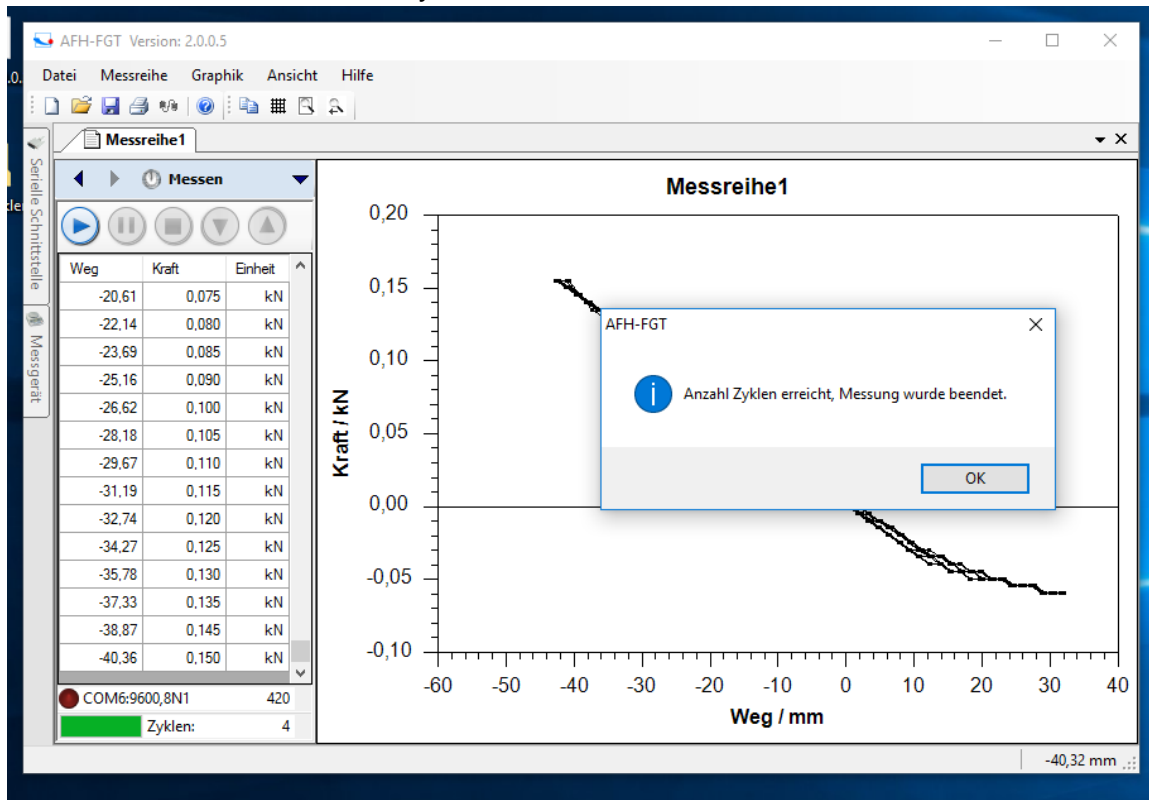 AFH-FGT Version: 2.0.0.5
Datei Messreihe Graphik Ansicht Hilfe
Messreihe1
Serielle Schnittstelle
Messgerät
Messen
Weg Kraft Einheit
-20,61 0,075 kN
-22,14 0,080 kN
-23,69 0,085 kN
-25,16 0,090 kN
-26,62 0,100 kN
-28,18 0,105 kN
-29,67 0,110 kN
-31,19 0,115 kN
-32,74 0,120 kN
-34,27 0,125 kN
-35,78 0,130 kN
-37,33 0,135 kN
-38,87 0,145 kN
-40,36 0,150 kN
COM6:9600,8N1 420
Zyklen: 4
Messreihe1
Kraft / kN
0,20
0,15
0,10
0,05
0,00
-0,05
-0,10
-60 -50 -40 -30 -20 -10 0 10 20 30 40
Weg / mm
AFH-FGT
Anzahl Zyklen erreicht, Messung wurde beendet.
OK
-40,32 mm